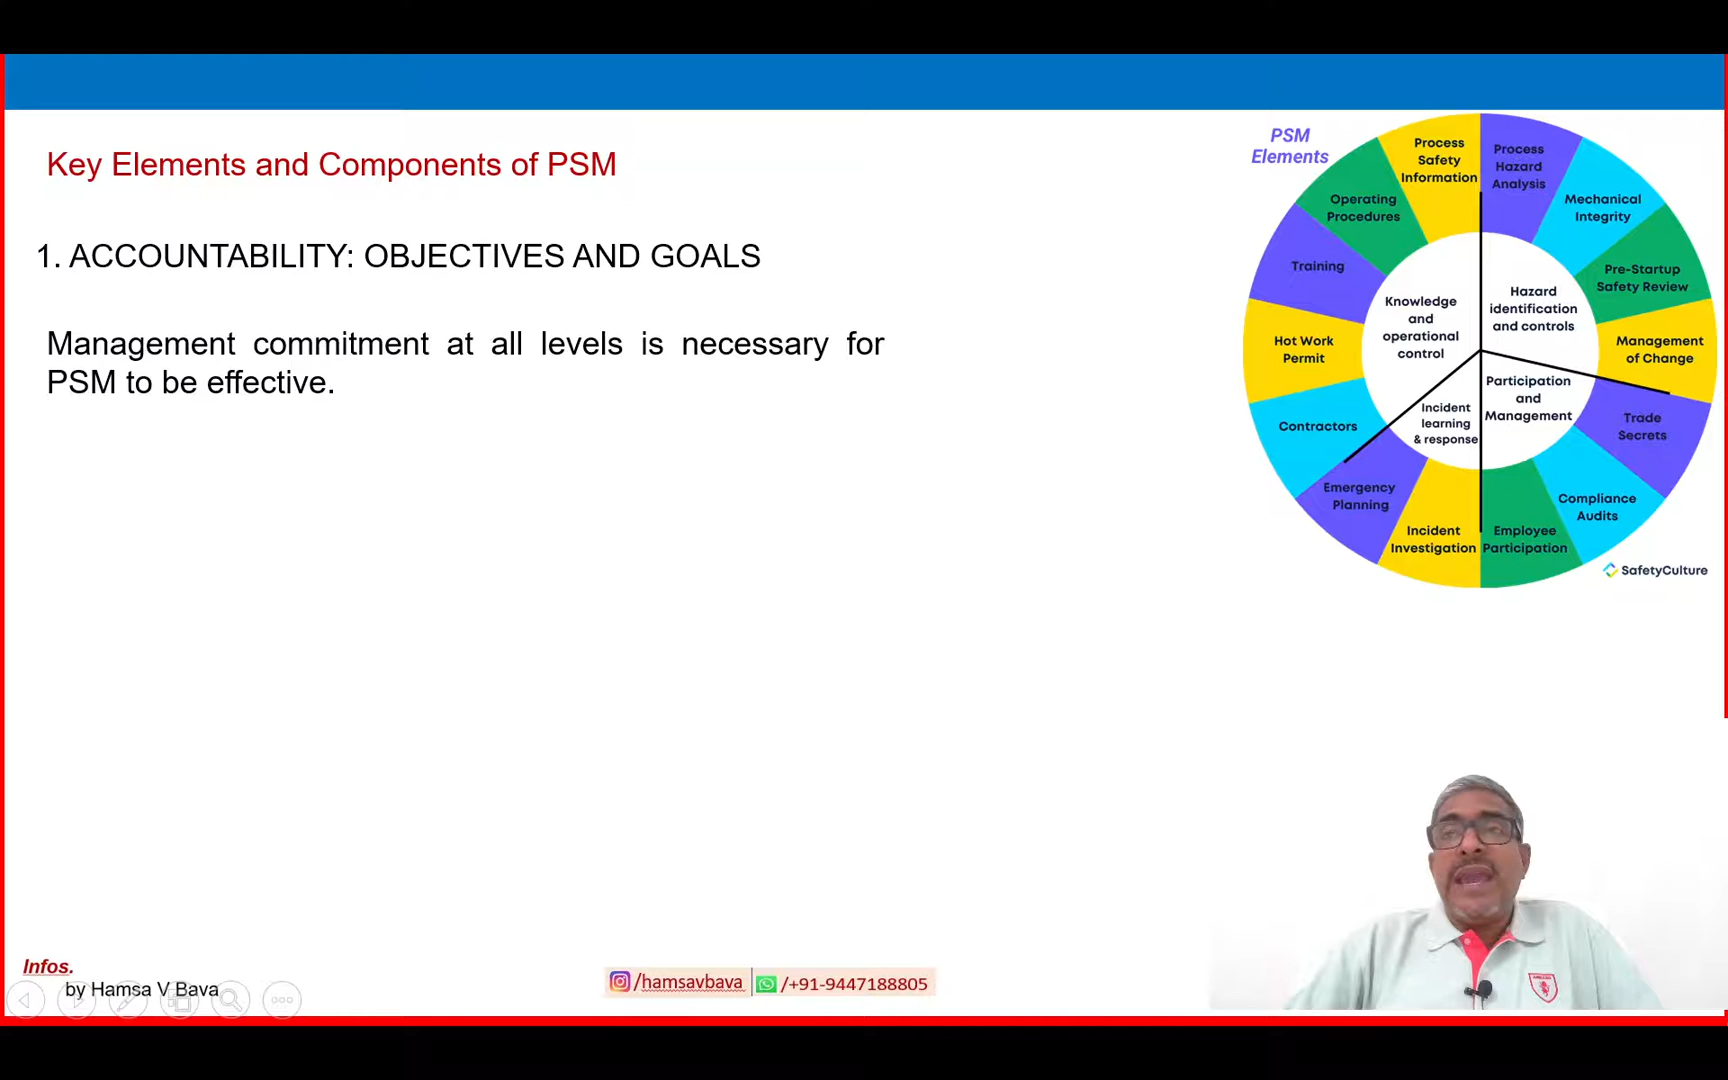 Key Elements and Components of PSM
1. ACCOUNTABILITY: OBJECTIVES AND GOALS
Management commitment at all levels is necessary for
PSM to be effective.
PSM
Elements
Process
Safety
Information
Process
Hazard
Analysis
Mechanical
Integrity
Pre-Startup
Safety Review
Management
of Change
Trade
Secrets
Compliance
Audits
Employee
Participation
Incident
Investigation
Emergency
Planning
Contractors
Hot Work
Permit
Training
Operating
Procedures
Knowledge
and
operational
control
Hazard
identification
and controls
Participation
and
Management
Incident
learning
& response
SafetyCulture
Infos.
by Hamsa V Bava
/hamsavbava
/+91-9447188805